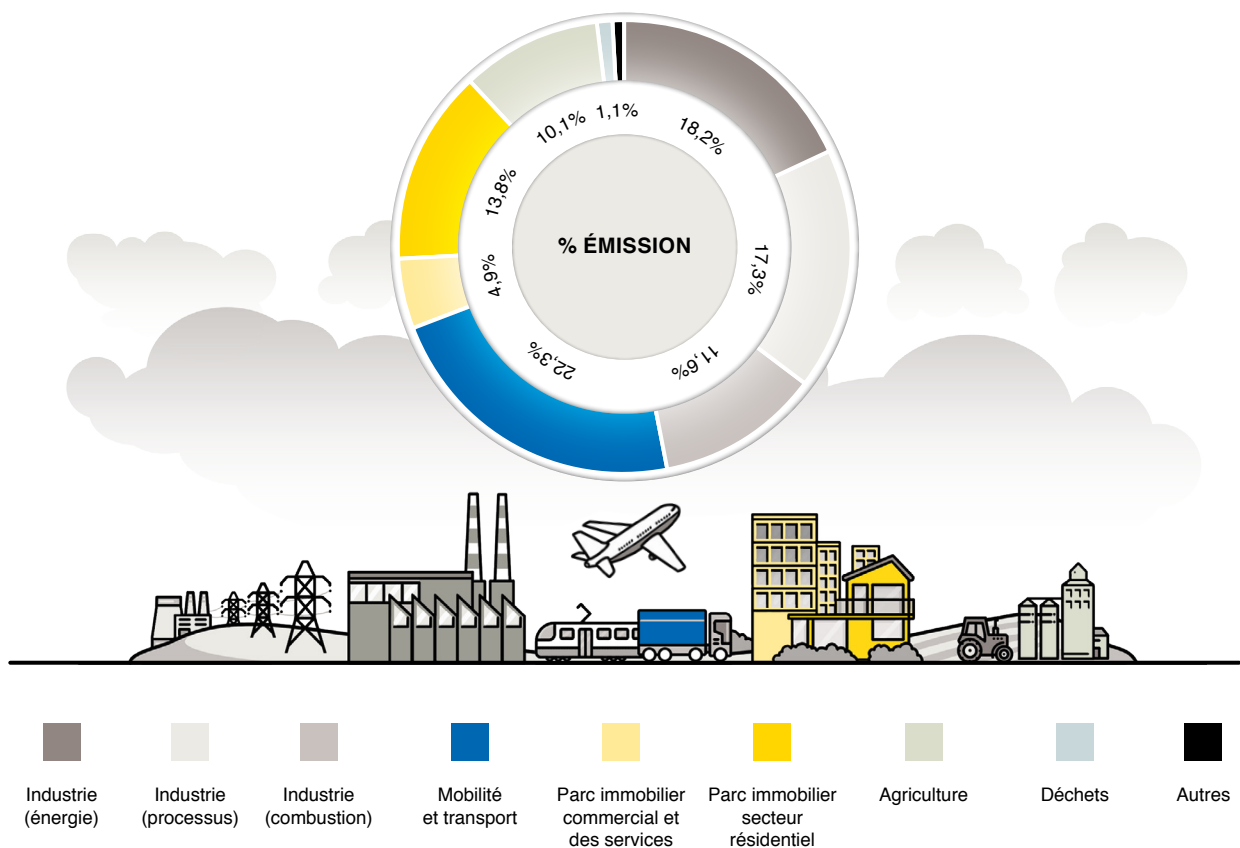 10,1%
1,1%
18,2%
13,8%
% ÉMISSION
17,3%
4,9%
22,3%
11,6%
Industrie
(énergie)
Industrie
(processus)
Industrie
(combustion)
Mobilité
et transport
Parc immobilier
commercial et
des services
Parc immobilier
secteur
résidentiel
Agriculture
Déchets
Autres